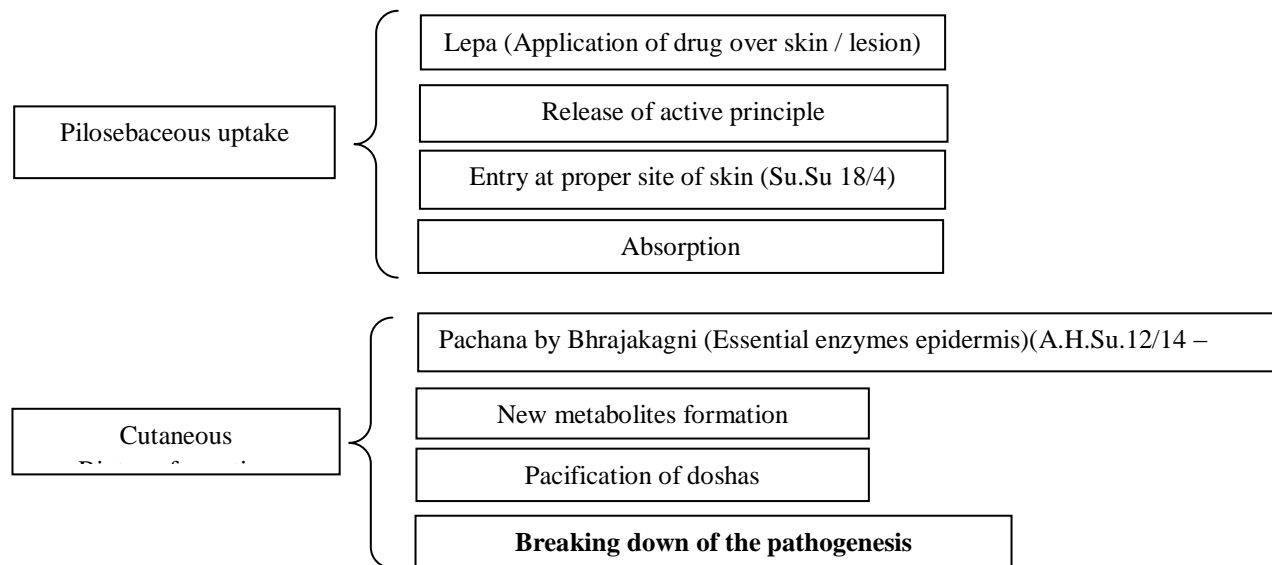 Lepa (Application of drug over skin / lesion)
Release of active principle
Pilosebaceous uptake
Entry at proper site of skin (Su.Su 18/4)
Absorption
Pachana by Bhrajakagni (Essential enzymes epidermis)(A.H.Su.12/14 –
New metabolites formation
Cutaneous
Pacification of doshas
Breaking down of the pathogenesis